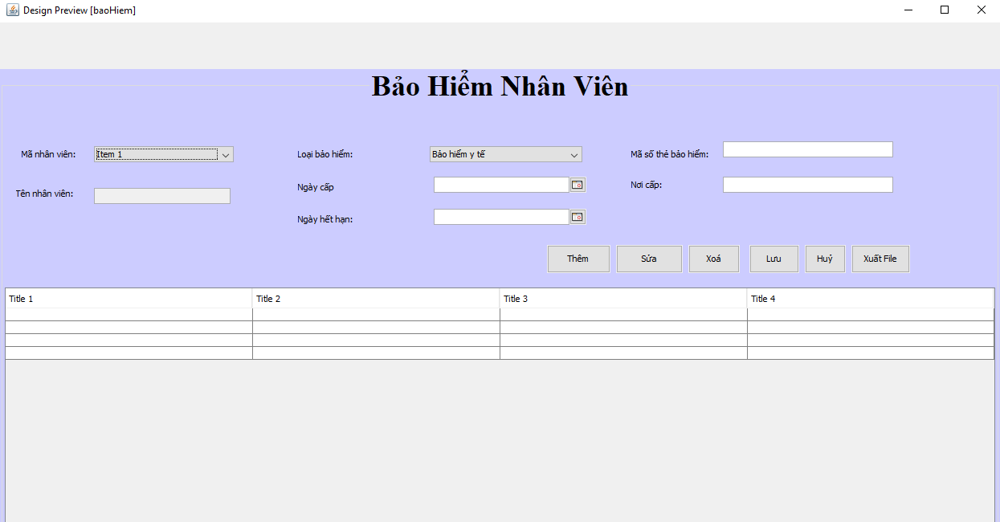 Design Preview [baoHiem]
Bảo Hiểm Nhân Viên
Mã nhân viên: Item 1 Loại bảo hiểm: Bảo hiểm y tế Mã số thẻ bảo hiểm:
Tên nhân viên: Ngày cấp Nơi cấp:
Ngày hết hạn:
Thêm Sửa Xoá Lưu Huỷ Xuất File
Title 1 Title 2 Title 3 Title 4